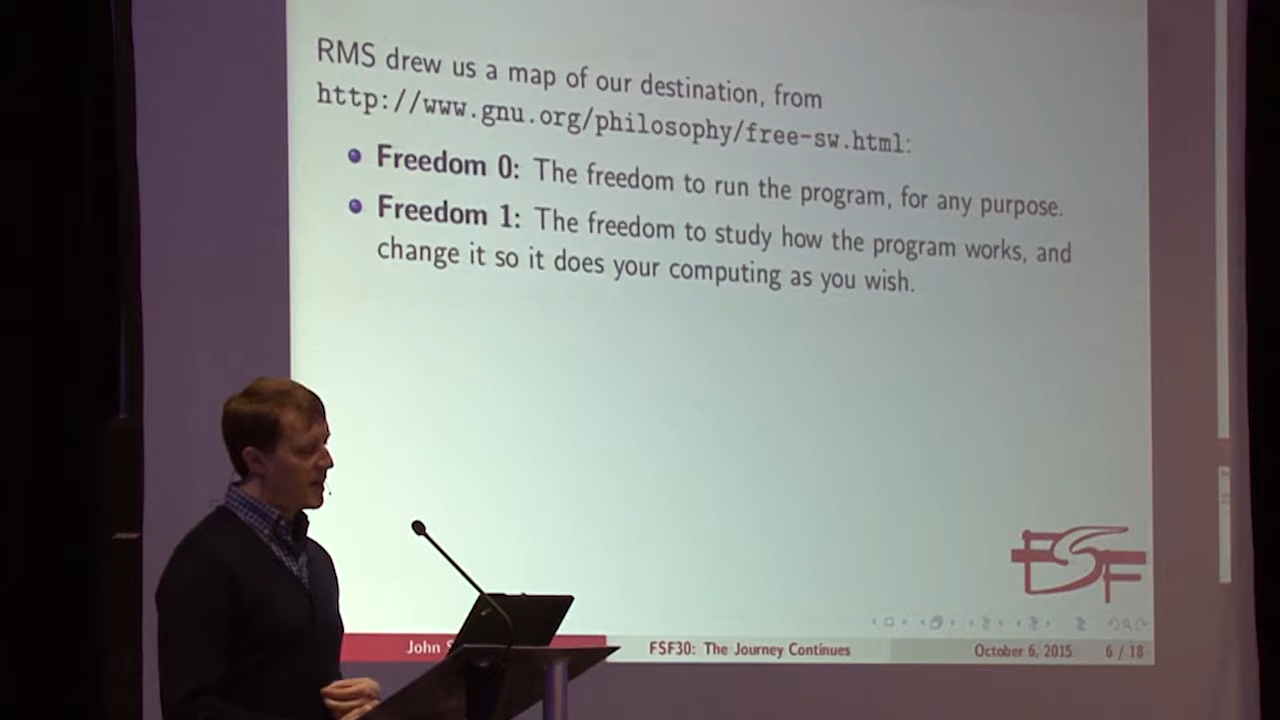 RMS drew us a map of our destination, from
http://www.gnu.org/philosophy/free-sw.html:
Freedom 0: The freedom to run the program, for any purpose.
Freedom 1: The freedom to study how the program works, and
change it so it does your computing as you wish.
FSF
John
FSF30: The Journey Continues
October 6, 2015
6 / 18